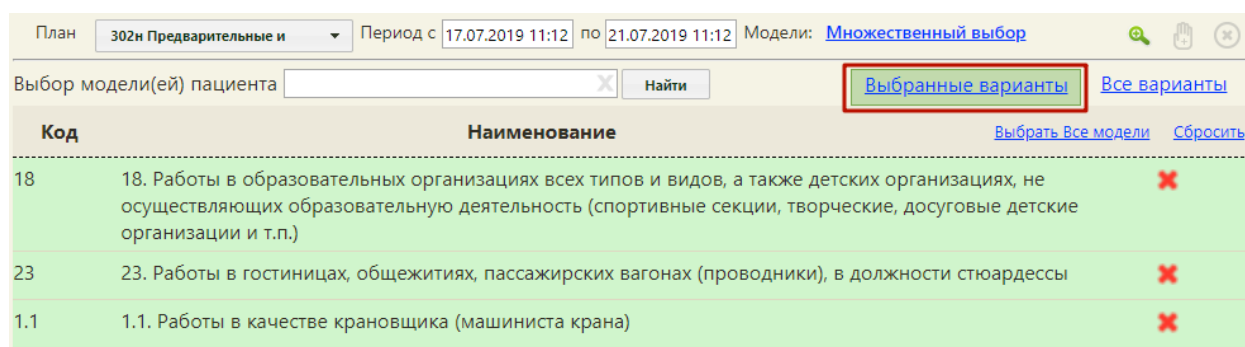 План 302н Предварительные и Период с 17.07.2019 11:12 по 21.07.2019 11:12 Модели: Множественный выбор
Выбор модели(ей) пациента Найти Выбранные варианты Все варианты
Код Наименование Выбрать Все модели Сбросить
18 18. Работы в образовательных организациях всех типов и видов, а также детских организациях, не
осуществляющих образовательную деятельность (спортивные секции, творческие, досуговые детские
организации и т.п.)
23 23. Работы в гостиницах, общежитиях, пассажирских вагонах (проводники), в должности стюардессы
1.1 1.1. Работы в качестве крановщика (машиниста крана)